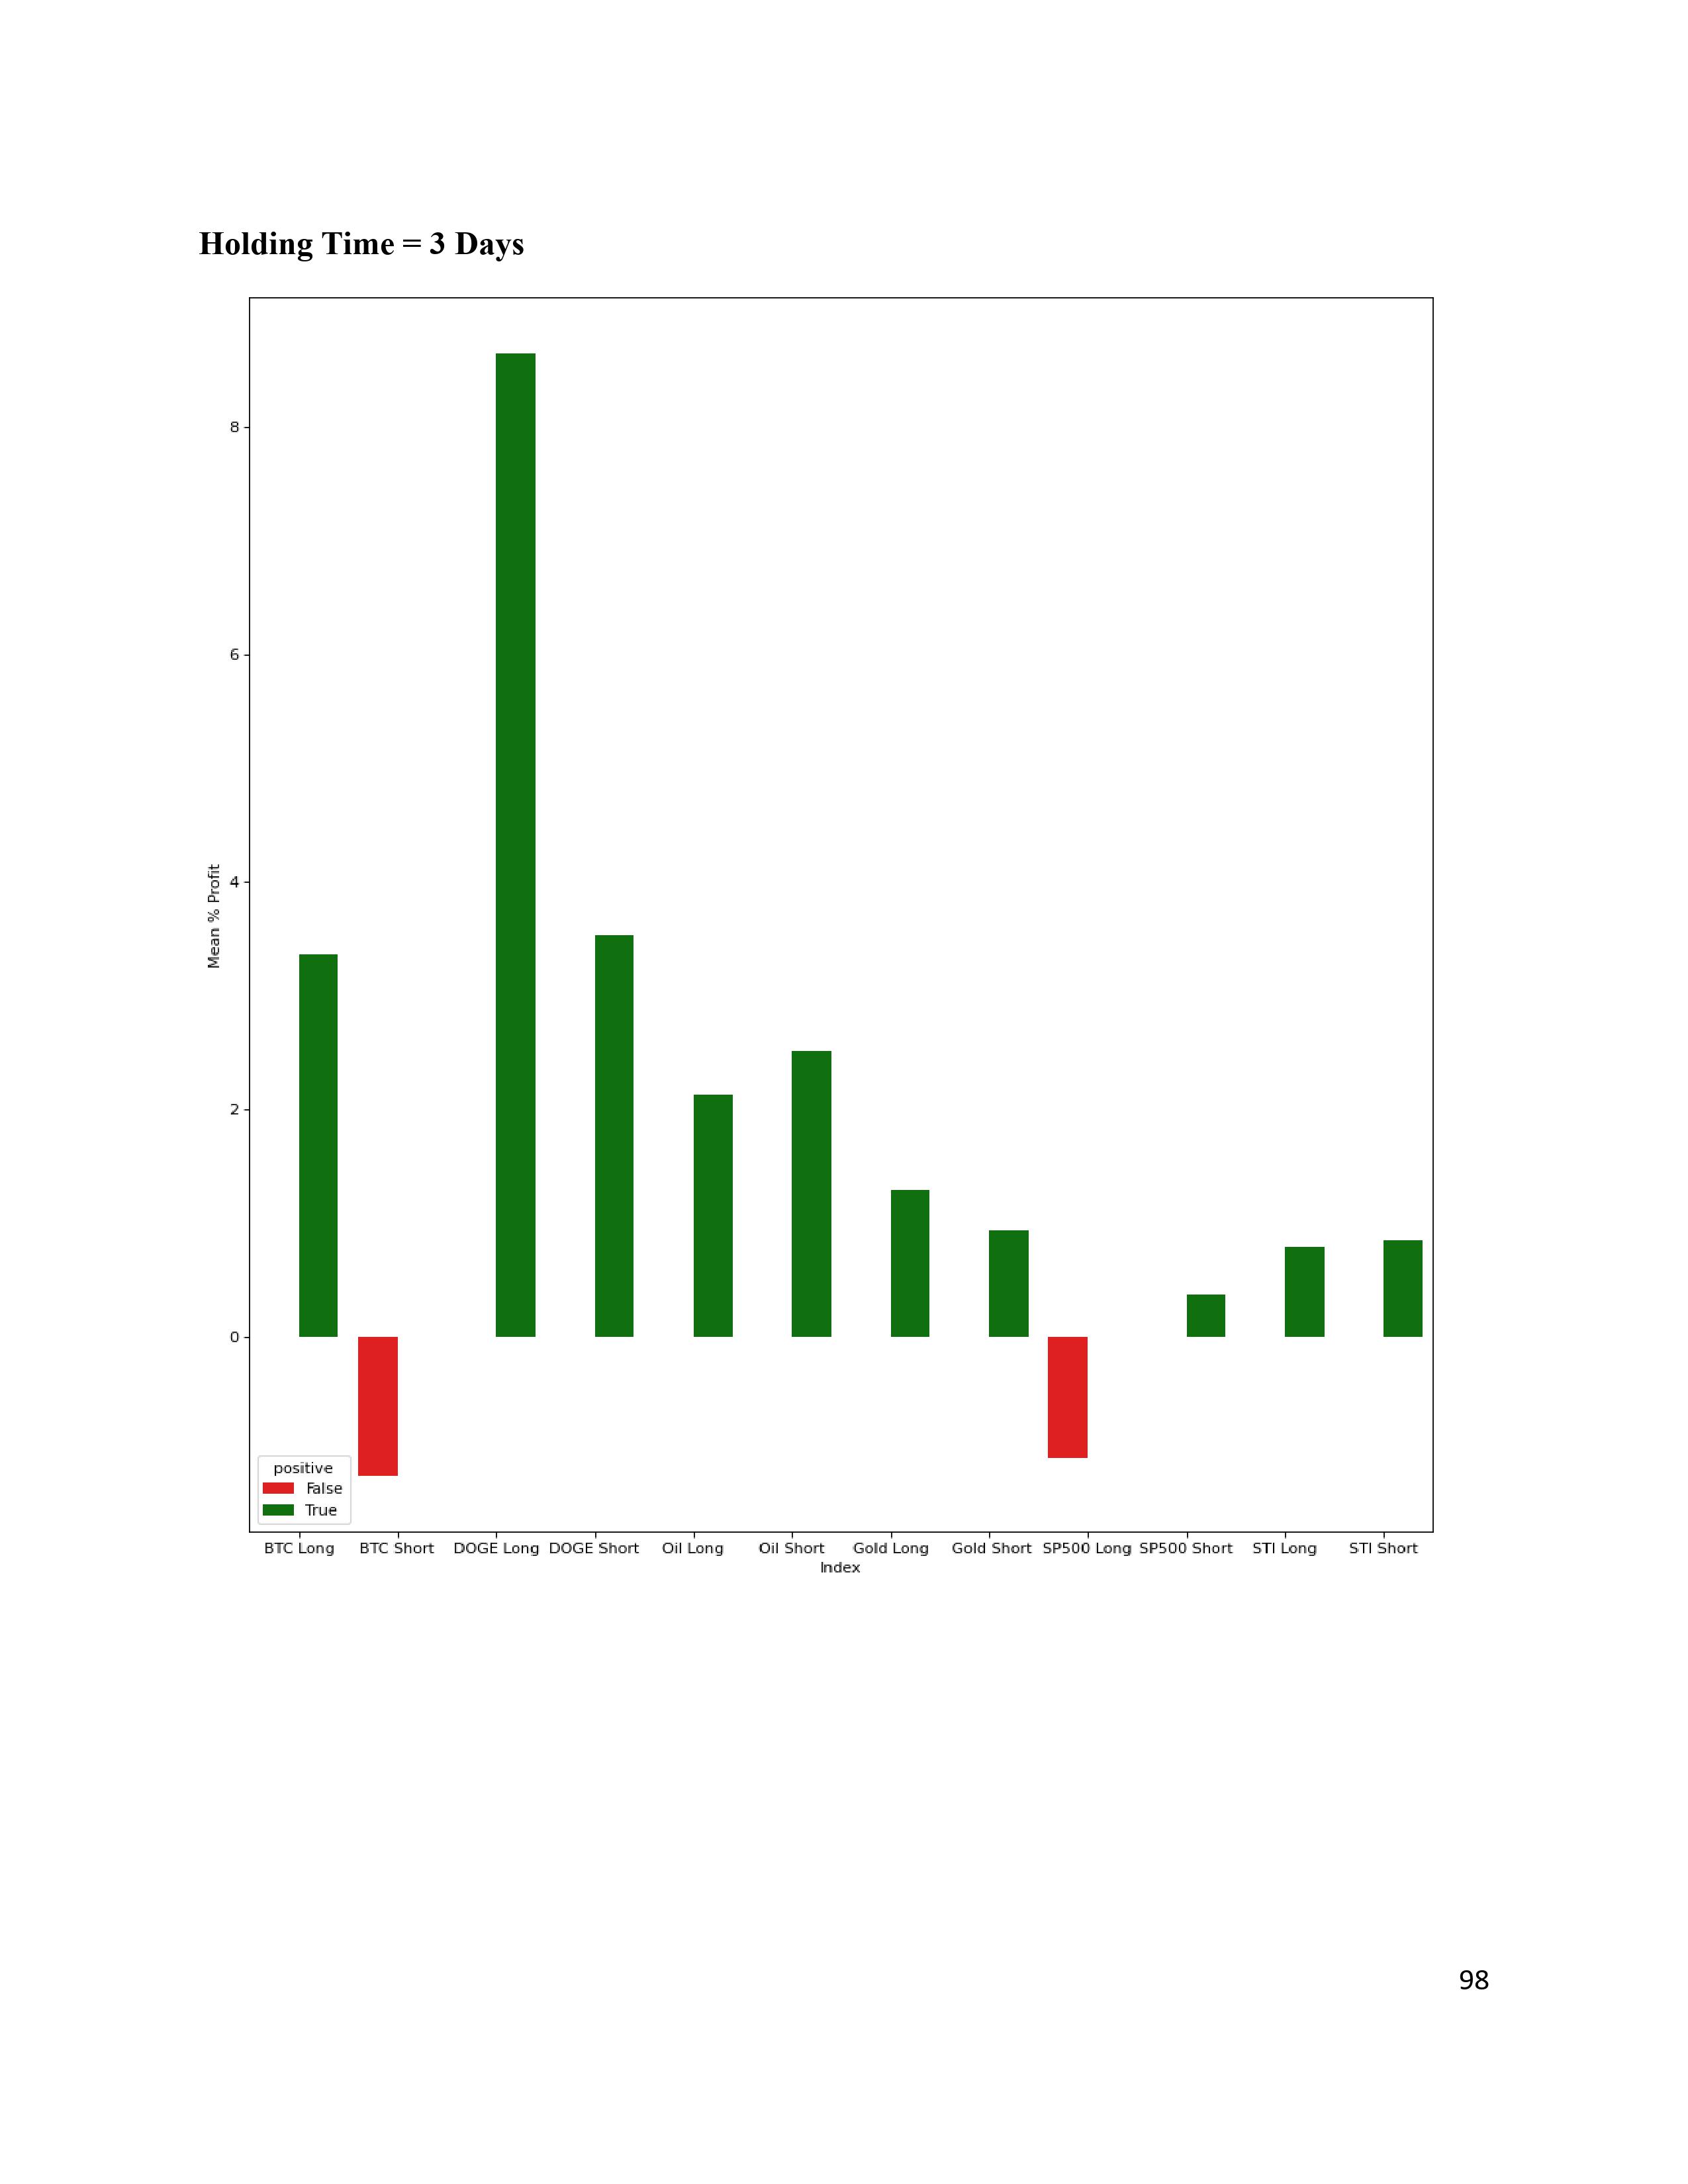 Holding Time = 3 Days
8
6
4
2
0
Mean % Profit
positive
False
True
BTC Long BTC Short DOGE Long DOGE Short Oil Long Oil Short Gold Long Gold Short SP500 Long SP500 Short STI Long STI Short
Index
98